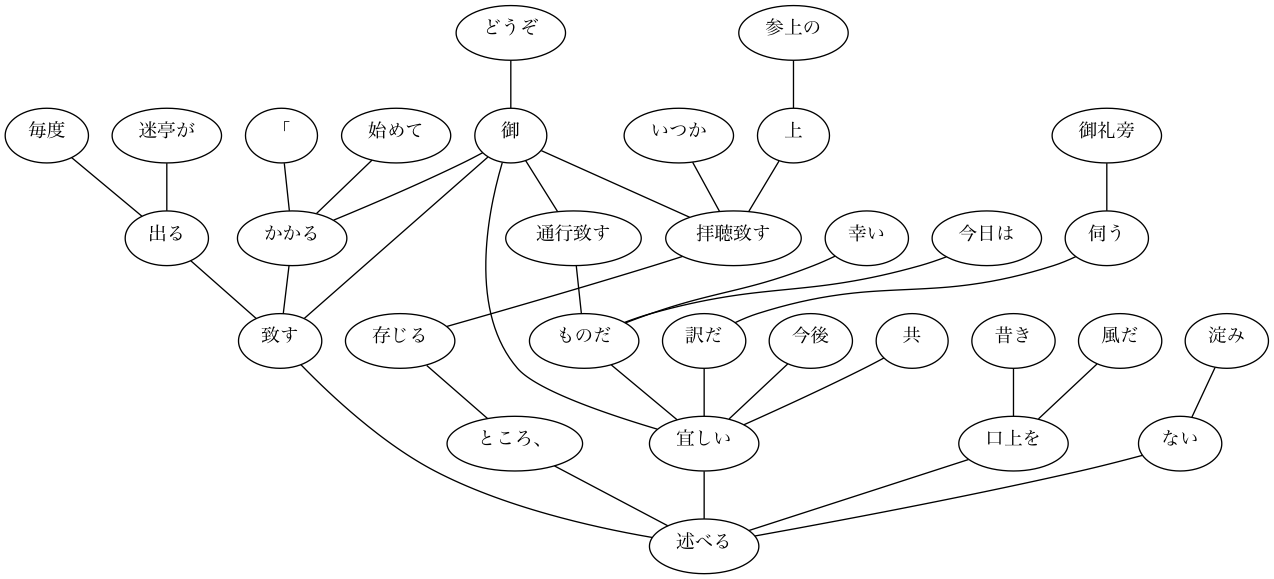 どうぞ
参上の
毎度
迷亭が
「
始めて
御
いつか
上
御礼旁
出る
かかる
通行致す
拝聴致す
幸い
今日は
伺う
致す
存じる
ものだ
訳だ
今後
共
昔き
風だ
淀み
ところ、
宜しい
口上を
ない
述べる